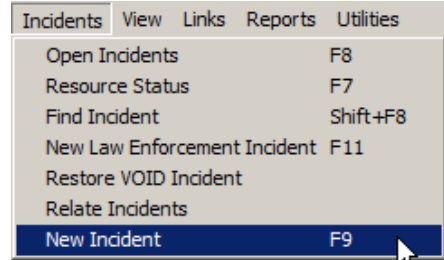 Incidents View Links Reports Utilities
Open Incidents F8
Resource Status F7
Find Incident Shift+F8
New Law Enforcement Incident F11
Restore VOID Incident
Relate Incidents
New Incident F9